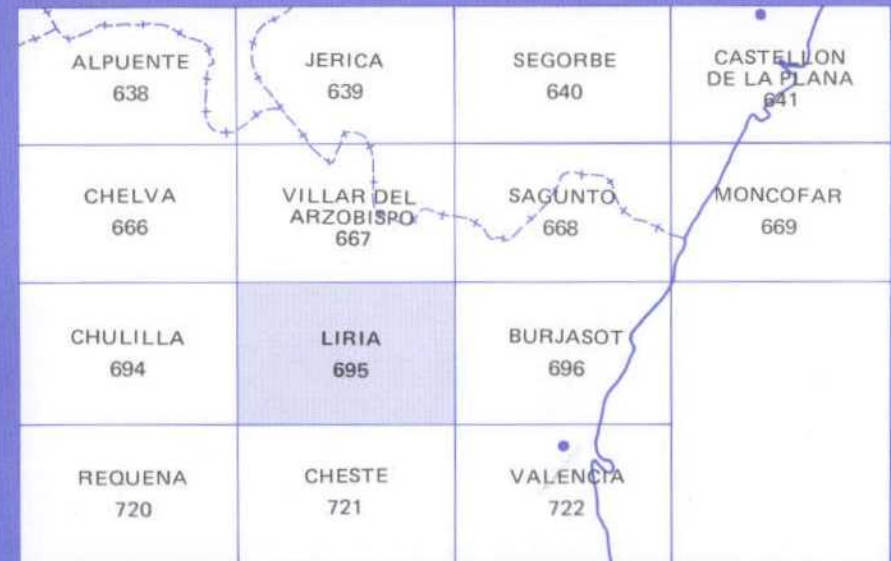 ALPUENTE
638
JERICA
639
SEGORBE
640
CASTELLON
DE LA PLANA
641
CHELVA
666
VILLAR DEL
ARZOBISPO
667
SAGUNTO
668
MONCOFAR
669
CHULILLA
694
LIRIA
695
BURJASOT
696
REQUENA
720
CHESTE
721
VALENCIA
722